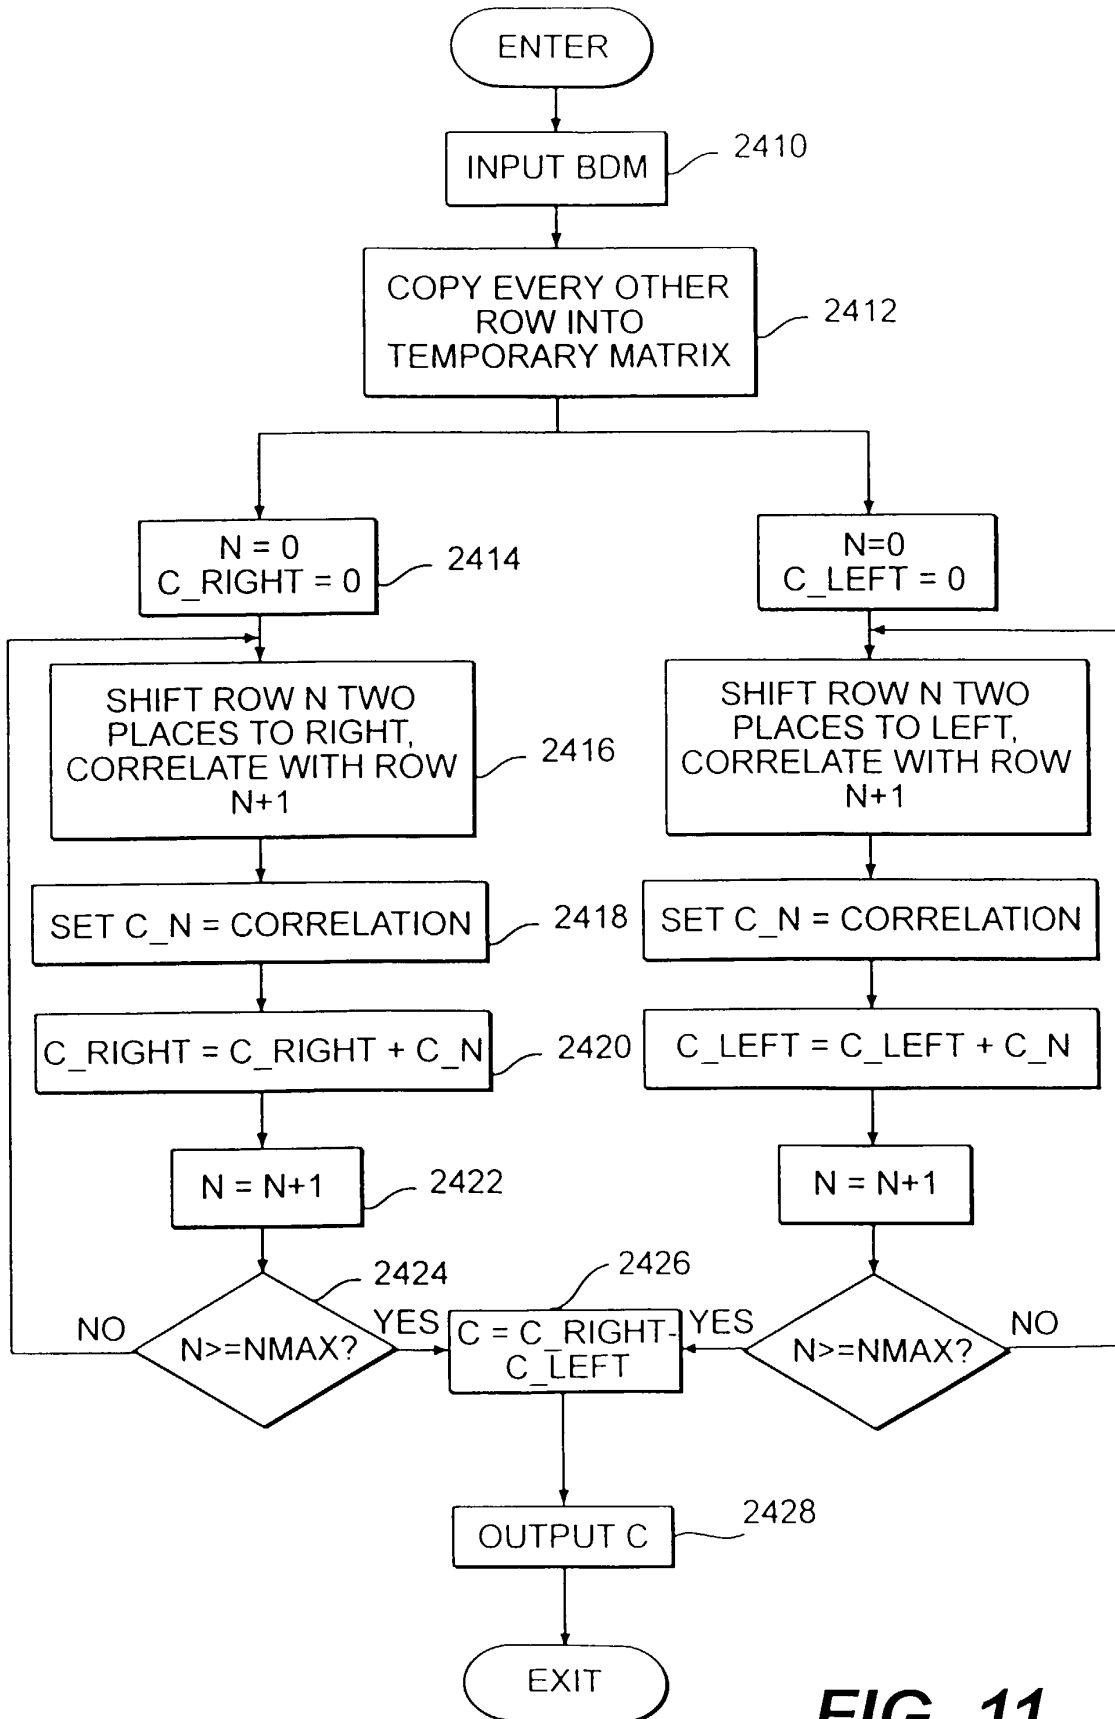 ENTER
INPUT BDM
2410
COPY EVERY OTHER
ROW INTO
TEMPORARY MATRIX
2412
N = 0
C_RIGHT = 0
2414
N=0
C_LEFT = 0
SHIFT ROW N TWO
PLACES TO RIGHT,
CORRELATE WITH ROW
N+1
2416
SHIFT ROW N TWO
PLACES TO LEFT,
CORRELATE WITH ROW
N+1
SET C_N = CORRELATION
2418
SET C_N = CORRELATION
C_RIGHT = C_RIGHT + C_N
2420
C_LEFT = C_LEFT + C_N
N = N+1
2422
N = N+1
2424
N>=NMAX?
NO
YES
2426
C = C_RIGHT-
C_LEFT
YES
N>=NMAX?
NO
OUTPUT C
2428
EXIT
FIG. 11